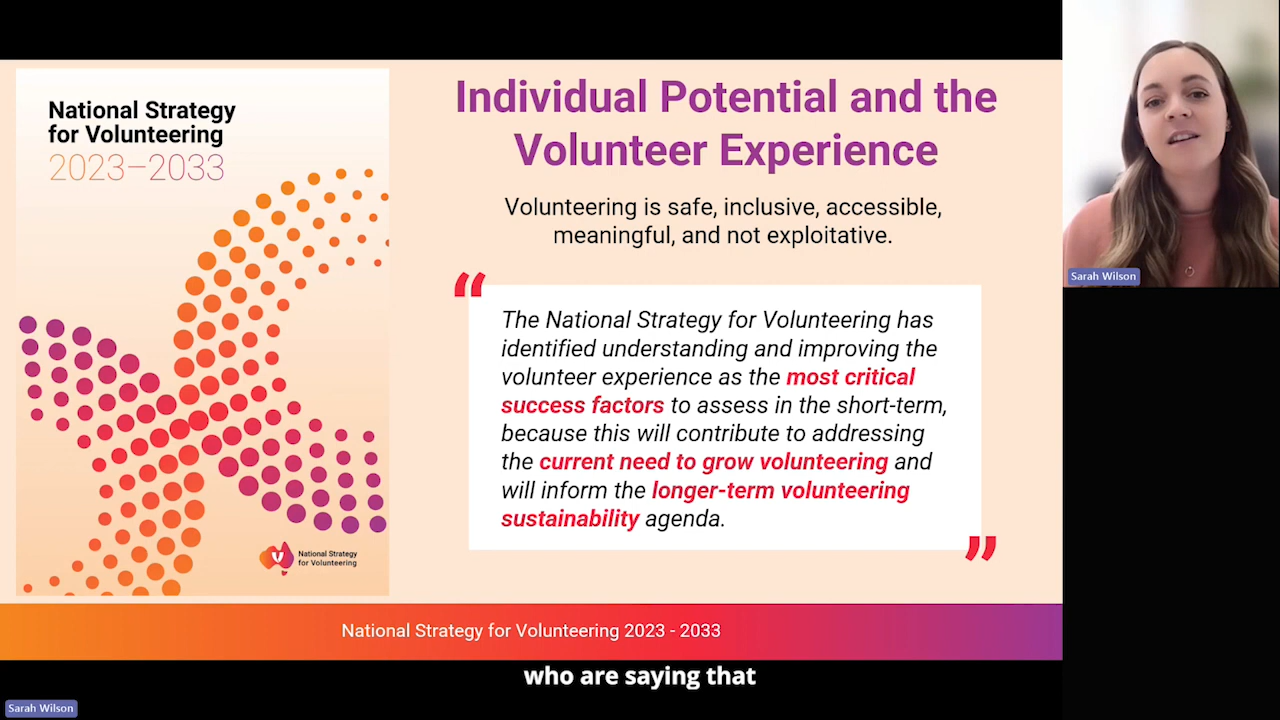 National Strategy
for Volunteering
2023–2033
National Strategy
for Volunteering
Individual Potential and the
Volunteer Experience
Volunteering is safe, inclusive, accessible,
meaningful, and not exploitative.
“
The National Strategy for Volunteering has
identified understanding and improving the
volunteer experience as the most critical
success factors to assess in the short-term,
because this will contribute to addressing
the current need to grow volunteering and
will inform the longer-term volunteering
sustainability agenda.
”
National Strategy for Volunteering 2023 - 2033
Sarah Wilson
who are saying that
Sarah Wilson